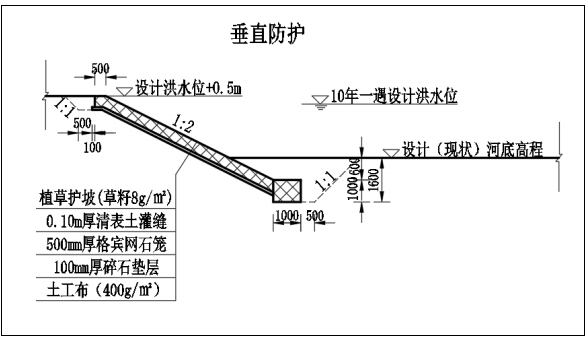 垂直防护
500
设计洪水位+0.5m
10年一遇设计洪水位
1:1
1:2
500
100
设计（现状）河底高程
1:1
600
1000
1600
植草护坡(草籽8g/m²)
0.10m厚清表土灌缝
500mm厚格宾网石笼
100mm厚碎石垫层
土工布（400g/m²）
1000
500